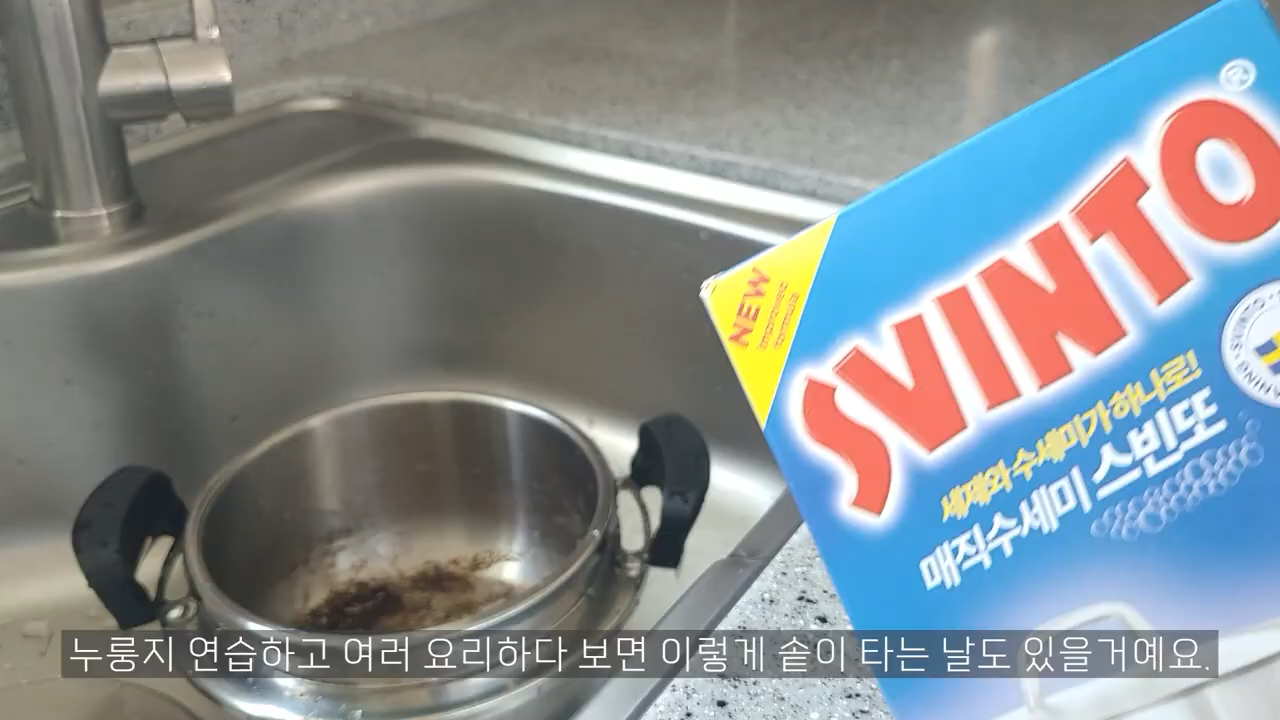 SVINTO®
NEW
세제와 수세미가 하나로!
매직수세미 스빈또
누룽지 연습하고 여러 요리하다 보면 이렇게 솥이 타는 날도 있을거예요.